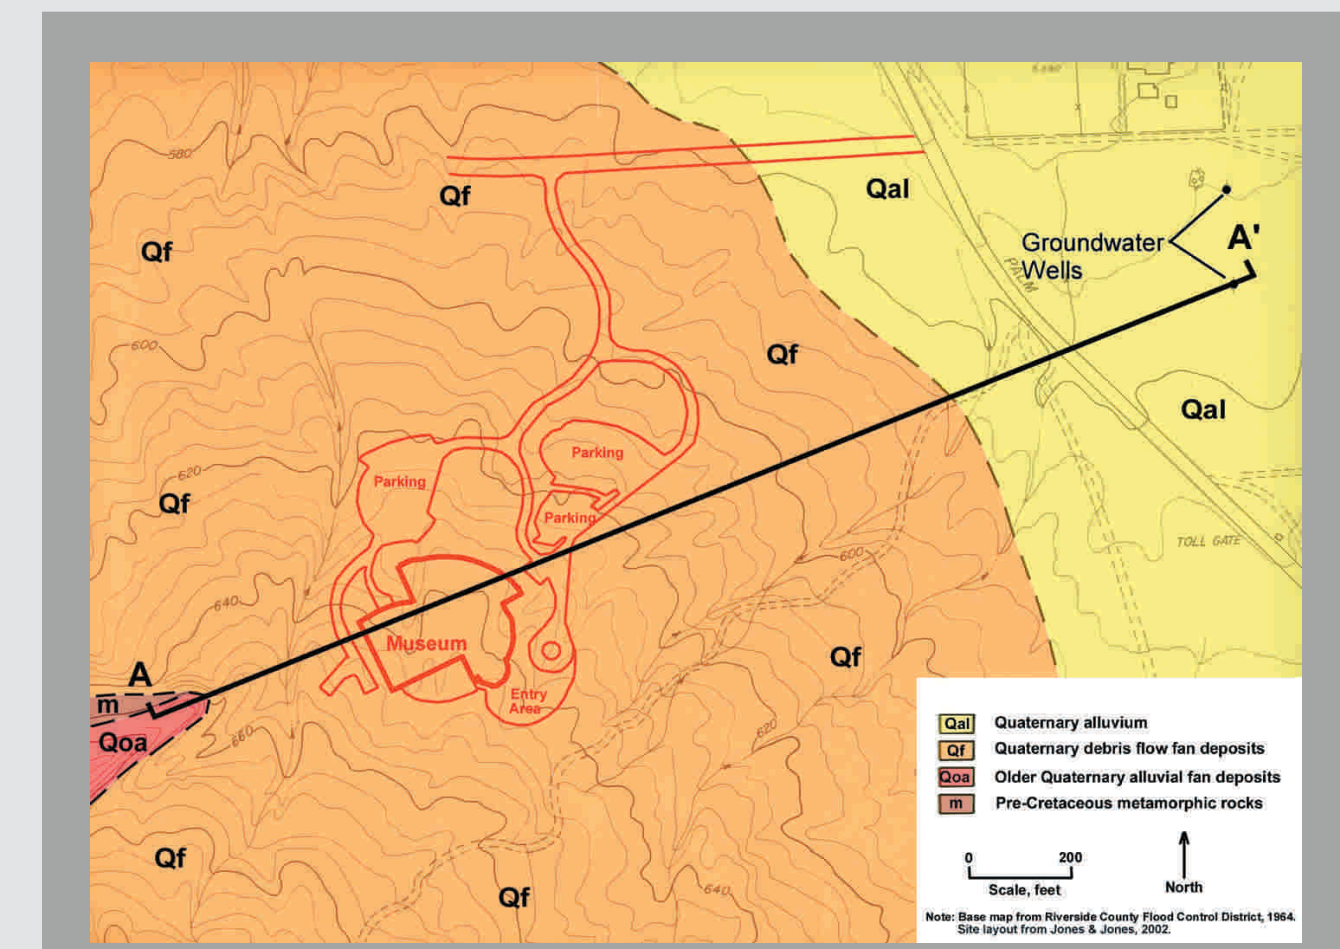 580
Qf
Qal
Qf
Groundwater
Wells
A'
PALM
600
Qf
Qal
620
Qf
Parking
Parking
Parking
600
TOLL GATE
640
Museum
Qf
A
m
Entry
Area
Qoa
660
620
Qf
Qf
640
Qal Quaternary alluvium
Qf Quaternary debris flow fan deposits
Qoa Older Quaternary alluvial fan deposits
m Pre-Cretaceous metamorphic rocks
0 200
Scale, feet
North
Note: Base map from Riverside County Flood Control District, 1964.
Site layout from Jones & Jones, 2002.